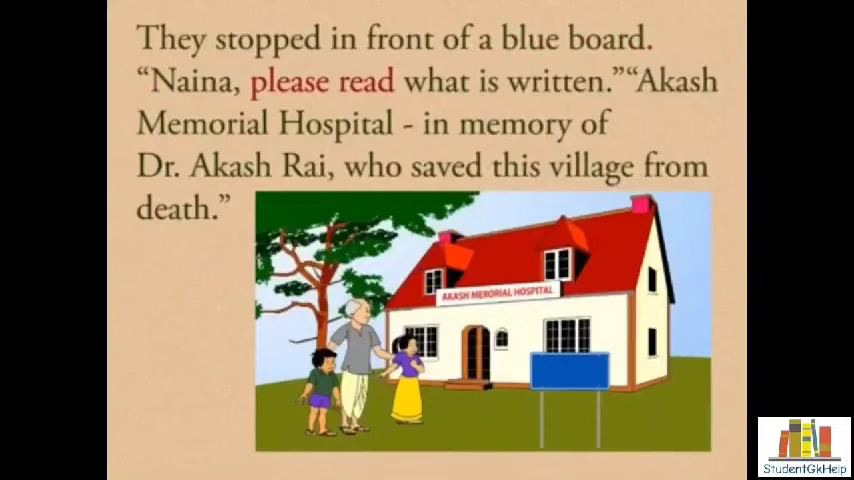 They stopped in front of a blue board.
“Naina, please read what is written.”“Akash
Memorial Hospital - in memory of
Dr. Akash Rai, who saved this village from
death.”
AKASH MEMORIAL HOSPITAL
StudentGkHelp